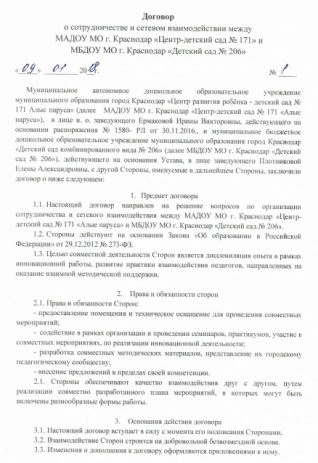 Договор
о сотрудничестве и сетевом взаимодействии между
МАДОУ МО г. Краснодар «Центр-детский сад № 171» и
МБДОУ МО г. Краснодар «Детский сад № 206»
« 09 » 01 2018. № 1
Муниципальное автономное дошкольное образовательное учреждение
муниципального образования город Краснодар «Центр развития ребёнка - детский сад №
171 Алые паруса» (далее МАДОУ МО г. Краснодар «Центр-детский сад № 171 «Алые
паруса»), в лице и. о. заведующего Ермаковой Ирины Викторовны, действующего на
основании распоряжения № 1580- РЛ от 30.11.2016., и муниципальное бюджетное
дошкольное образовательное учреждение муниципального образования город Краснодар
«Детский сад комбинированного вида № 206» (далее МБДОУ МО г. Краснодар «Детский
сад № 206»), действующего на основании Устава, в лице заведующего Плотниковой
Елены Александровны, с другой Стороны, именуемые в дальнейшем Стороны, заключили
договор о ниже следующем:
1. Предмет договора
1.1. Настоящий договор направлен на решение вопросов по организации
сотрудничества и сетевого взаимодействия между МАДОУ МО г. Краснодар «Центр-
детский сад № 171 «Алые паруса» и МБДОУ МО г. Краснодар «Детский сад № 206».
1.2. Стороны действуют на основании Закона «Об образовании в Российской
Федерации» от 29.12.2012 № 273-ФЗ.
1.3. Целью совместной деятельности Сторон является диссеминация опыта в рамках
инновационной работы, развитие практики взаимодействия педагогов, направленных на
оказание взаимной методической поддержки.
2. Права и обязанности сторон
2.1. Права и обязанности Сторон:
- предоставление помещения и техническое оснащение для проведения совместных
мероприятий;
- содействие в рамках организации и проведения семинаров, практикумов, участие в
совместных мероприятиях, по реализации инновационной деятельности;
- разработка совместных методических материалов, представление их городскому
педагогическому сообществу;
- внесение предложений в пределах своей компетенции.
2.1. Стороны обеспечивают качество взаимодействия друг с другом, путем
реализации совместно разработанного плана мероприятий, в которых могут быть
включены разнообразные формы работы.
3. Основания действия договора
3.1. Настоящий договор вступает в силу с момента его подписания Сторонами.
3.2. Взаимодействие Сторон строится на добровольной безвозмездной основе.
3.3. Изменения и дополнения к договору оформляются приложениями к нему.